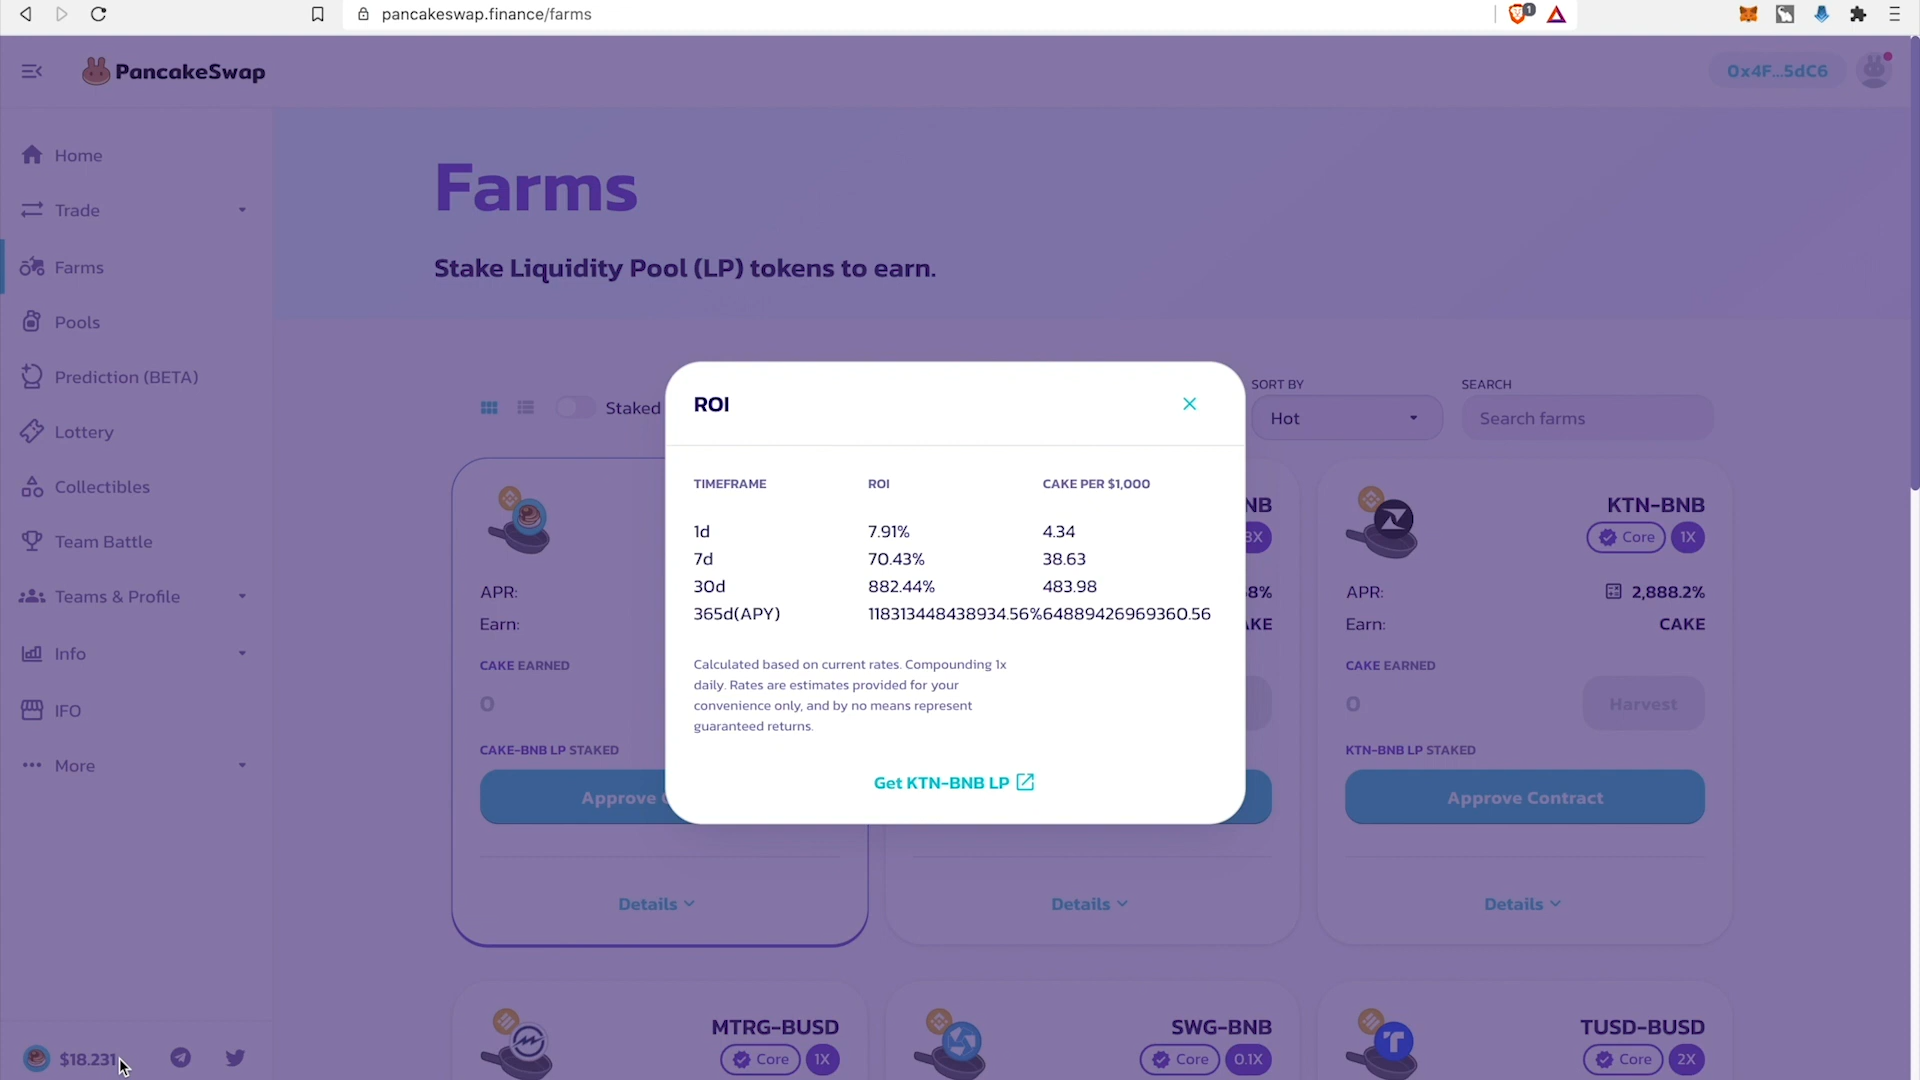 pancakeswap.finance/farms
1
PancakeSwap
0x4F...5dC6
Home
Trade
Farms
Pools
Prediction (BETA)
Lottery
Collectibles
Team Battle
Teams & Profile
Info
IFO
More
$18.231
Farms
Stake Liquidity Pool (LP) tokens to earn.
Staked
SORT BY
Hot
SEARCH
Search farms
ROI
TIMEFRAME ROI CAKE PER $1,000
1d 7.91% 4.34
7d 70.43% 38.63
30d 882.44% 483.98
365d(APY) 118313448438934.56% 64889426969360.56
Calculated based on current rates. Compounding 1x
daily. Rates are estimates provided for your
convenience only, and by no means represent
guaranteed returns.
Get KTN-BNB LP
APR:
Earn:
CAKE EARNED
0
CAKE-BNB LP STAKED
Approve
Details
NB
8%
KE
Details
KTN-BNB
Core 1X
APR: 2,888.2%
Earn: CAKE
CAKE EARNED
0 Harvest
KTN-BNB LP STAKED
Approve Contract
Details
MTRG-BUSD
Core 1X
SWG-BNB
Core 0.1X
TUSD-BUSD
Core 2X